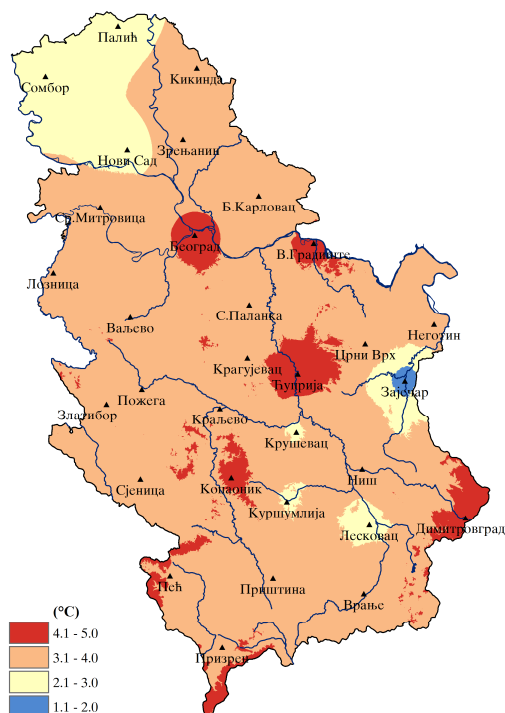 Палић
Кикинда
Сомбор
Зрењанин
Нови Сад
Б.Карловац
Ср.Митровица
Београд
В.Градиште
Лозница
С.Паланка
Ваљево
Неготин
Црни Врх
Крагујевац
Ћуприја
Зајечар
Пожега
Златибор
Краљево
Крушевац
Ниш
Сјеница
Копаоник
Куршумлија
Димитровград
Лесковац
Пећ
Приштина
Врање
Призрен
(°C)
4.1 - 5.0
3.1 - 4.0
2.1 - 3.0
1.1 - 2.0